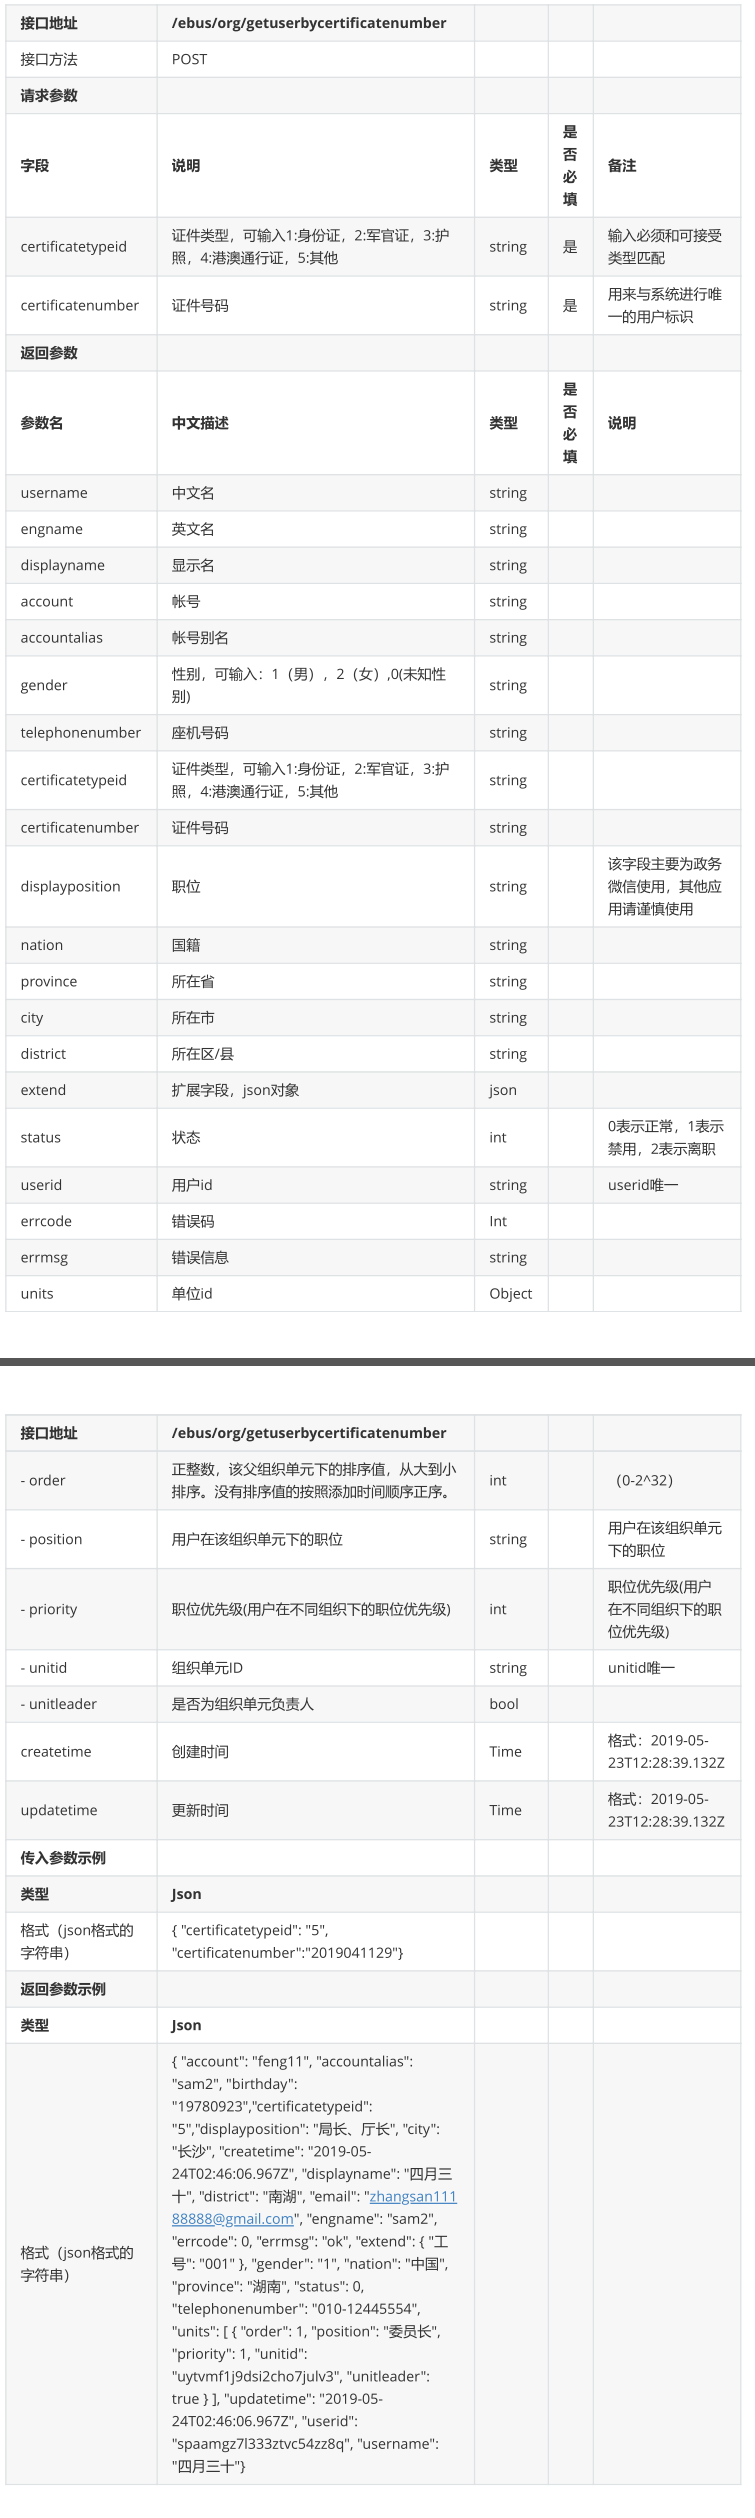 接口地址 /ebus/org/getuserbycertificatenumber
接口方法 POST
请求参数
字段 说明 类型 是否必填 备注
certificatetypeid 证件类型，可输入1:身份证，2:军官证，3:护照，4:港澳通行证，5:其他 string 是 输入必须和可接受类型匹配
certificatenumber 证件号码 string 是 用来与系统进行唯一的用户标识
返回参数
参数名 中文描述 类型 是否必填 说明
username 中文名 string
engname 英文名 string
displayname 显示名 string
account 帐号 string
accountalias 帐号别名 string
gender 性别，可输入：1（男），2（女）,0(未知性别) string
telephonenumber 座机号码 string
certificatetypeid 证件类型，可输入1:身份证，2:军官证，3:护照，4:港澳通行证，5:其他 string
certificatenumber 证件号码 string
displayposition 职位 string 该字段主要为政务微信使用，其他应用请谨慎使用
nation 国籍 string
province 所在省 string
city 所在市 string
district 所在区/县 string
extend 扩展字段，json对象 json
status 状态 int 0表示正常，1表示禁用，2表示离职
userid 用户id string userid唯一
errcode 错误码 Int
errmsg 错误信息 string
units 单位id Object
接口地址 /ebus/org/getuserbycertificatenumber
- order 正整数，该父组织单元下的排序值，从大到小排序。没有排序值的按照添加时间顺序正序。 int （0-2^32）
- position 用户在该组织单元下的职位 string 用户在该组织单元下的职位
- priority 职位优先级(用户在不同组织下的职位优先级) int 职位优先级(用户在不同组织下的职位优先级)
- unitid 组织单元ID string unitid唯一
- unitleader 是否为组织单元负责人 bool
createtime 创建时间 Time 格式：2019-05-23T12:28:39.132Z
updatetime 更新时间 Time 格式：2019-05-23T12:28:39.132Z
传入参数示例
类型 Json
格式（json格式的字符串） { "certificatetypeid": "5",
"certificatenumber":"2019041129"}
返回参数示例
类型 Json
格式（json格式的字符串）
{ "account": "feng11", "accountalias":
"sam2", "birthday":
"19780923","certificatetypeid":
"5","displayposition": "局长、厅长", "city":
"长沙", "createtime": "2019-05-
24T02:46:06.967Z", "displayname": "四月三
十", "district": "南湖", "email": "zhangsan111
88888@gmail.com", "engname": "sam2",
"errcode": 0, "errmsg": "ok", "extend": { "工
号": "001" }, "gender": "1", "nation": "中国",
"province": "湖南", "status": 0,
"telephonenumber": "010-12445554",
"units": [ { "order": 1, "position": "委员长",
"priority": 1, "unitid":
"uytvmf1j9dsi2cho7julv3", "unitleader":
true } ], "updatetime": "2019-05-
24T02:46:06.967Z", "userid":
"spaamgz7l333ztvc54zz8q", "username":
"四月三十"}